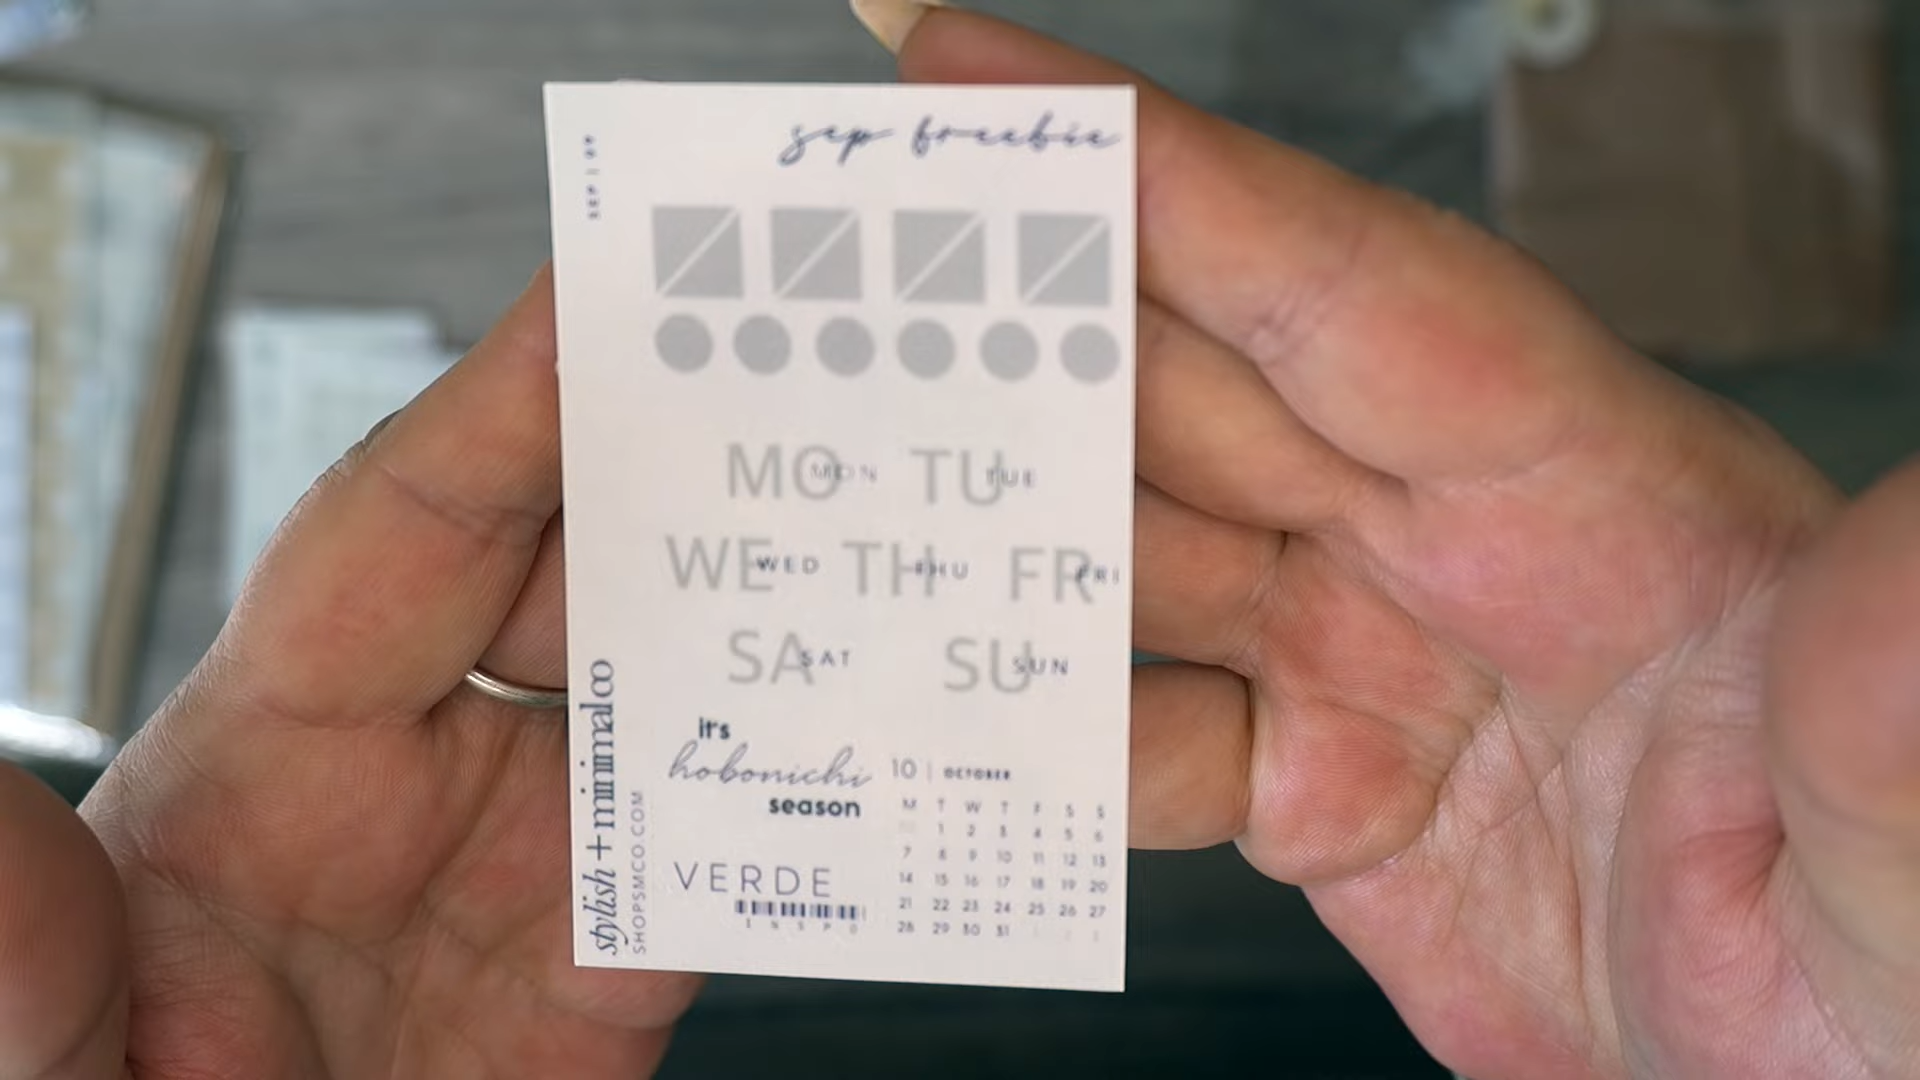 sep freebie
SEP | 09
MO MON TU TUE
WE WED TH THU FR FRI
SA SAT SU SUN
it's
hobonichi
season
10 | OCTOBER
M T W T F S S
1 2 3 4 5 6
7 8 9 10 11 12 13
14 15 16 17 18 19 20
21 22 23 24 25 26 27
28 29 30 31 1 2 3
VERDE
INSPO
stylish + minimal co
SHOPSMCO.COM